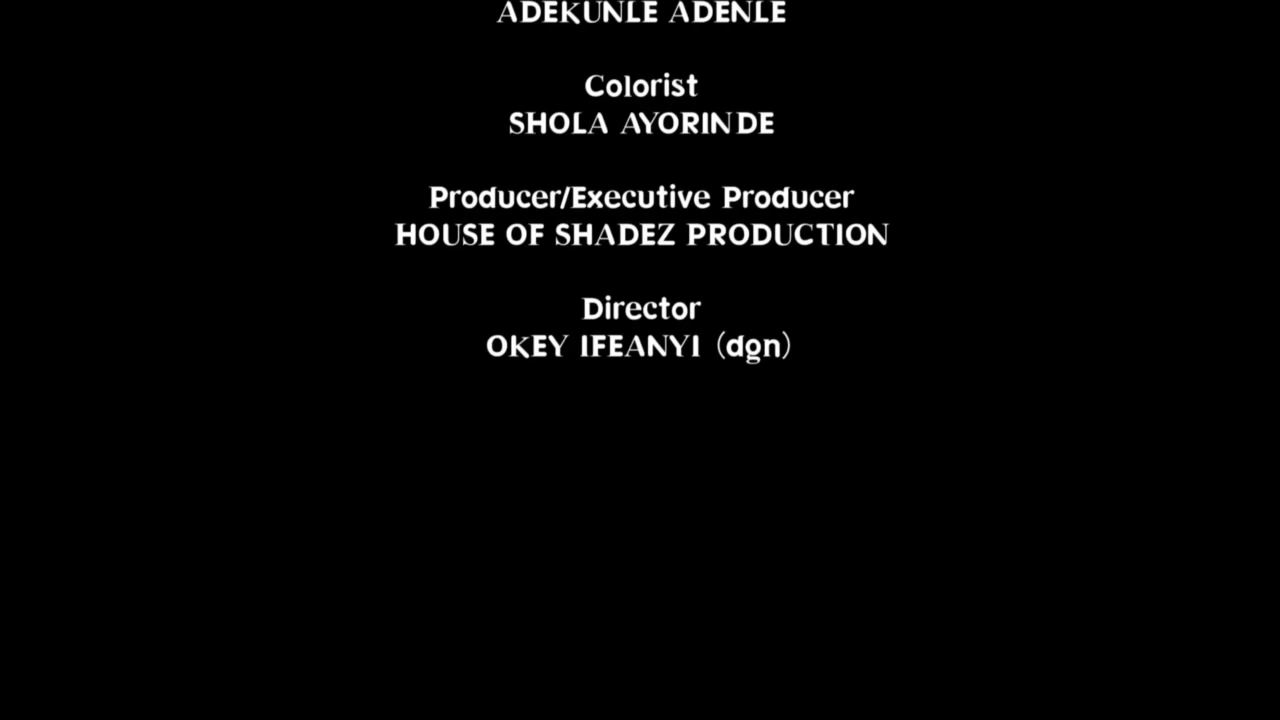 ADEKUNLE ADENLE
Colorist
SHOLA AYORINDE
Producer/Executive Producer
HOUSE OF SHADEZ PRODUCTION
Director
OKEY IFEANYI (dgn)